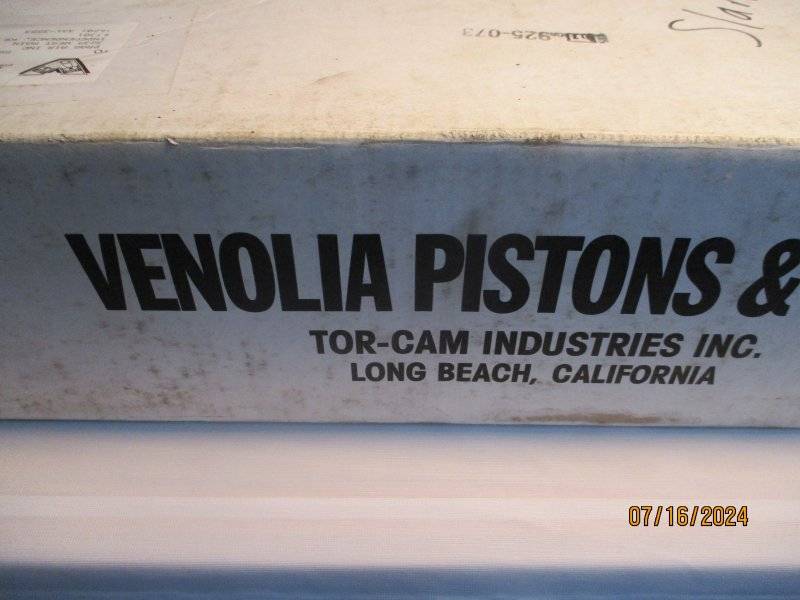 925-073
VENOLIA PISTONS &
TOR-CAM INDUSTRIES INC.
LONG BEACH, CALIFORNIA
07/16/2024